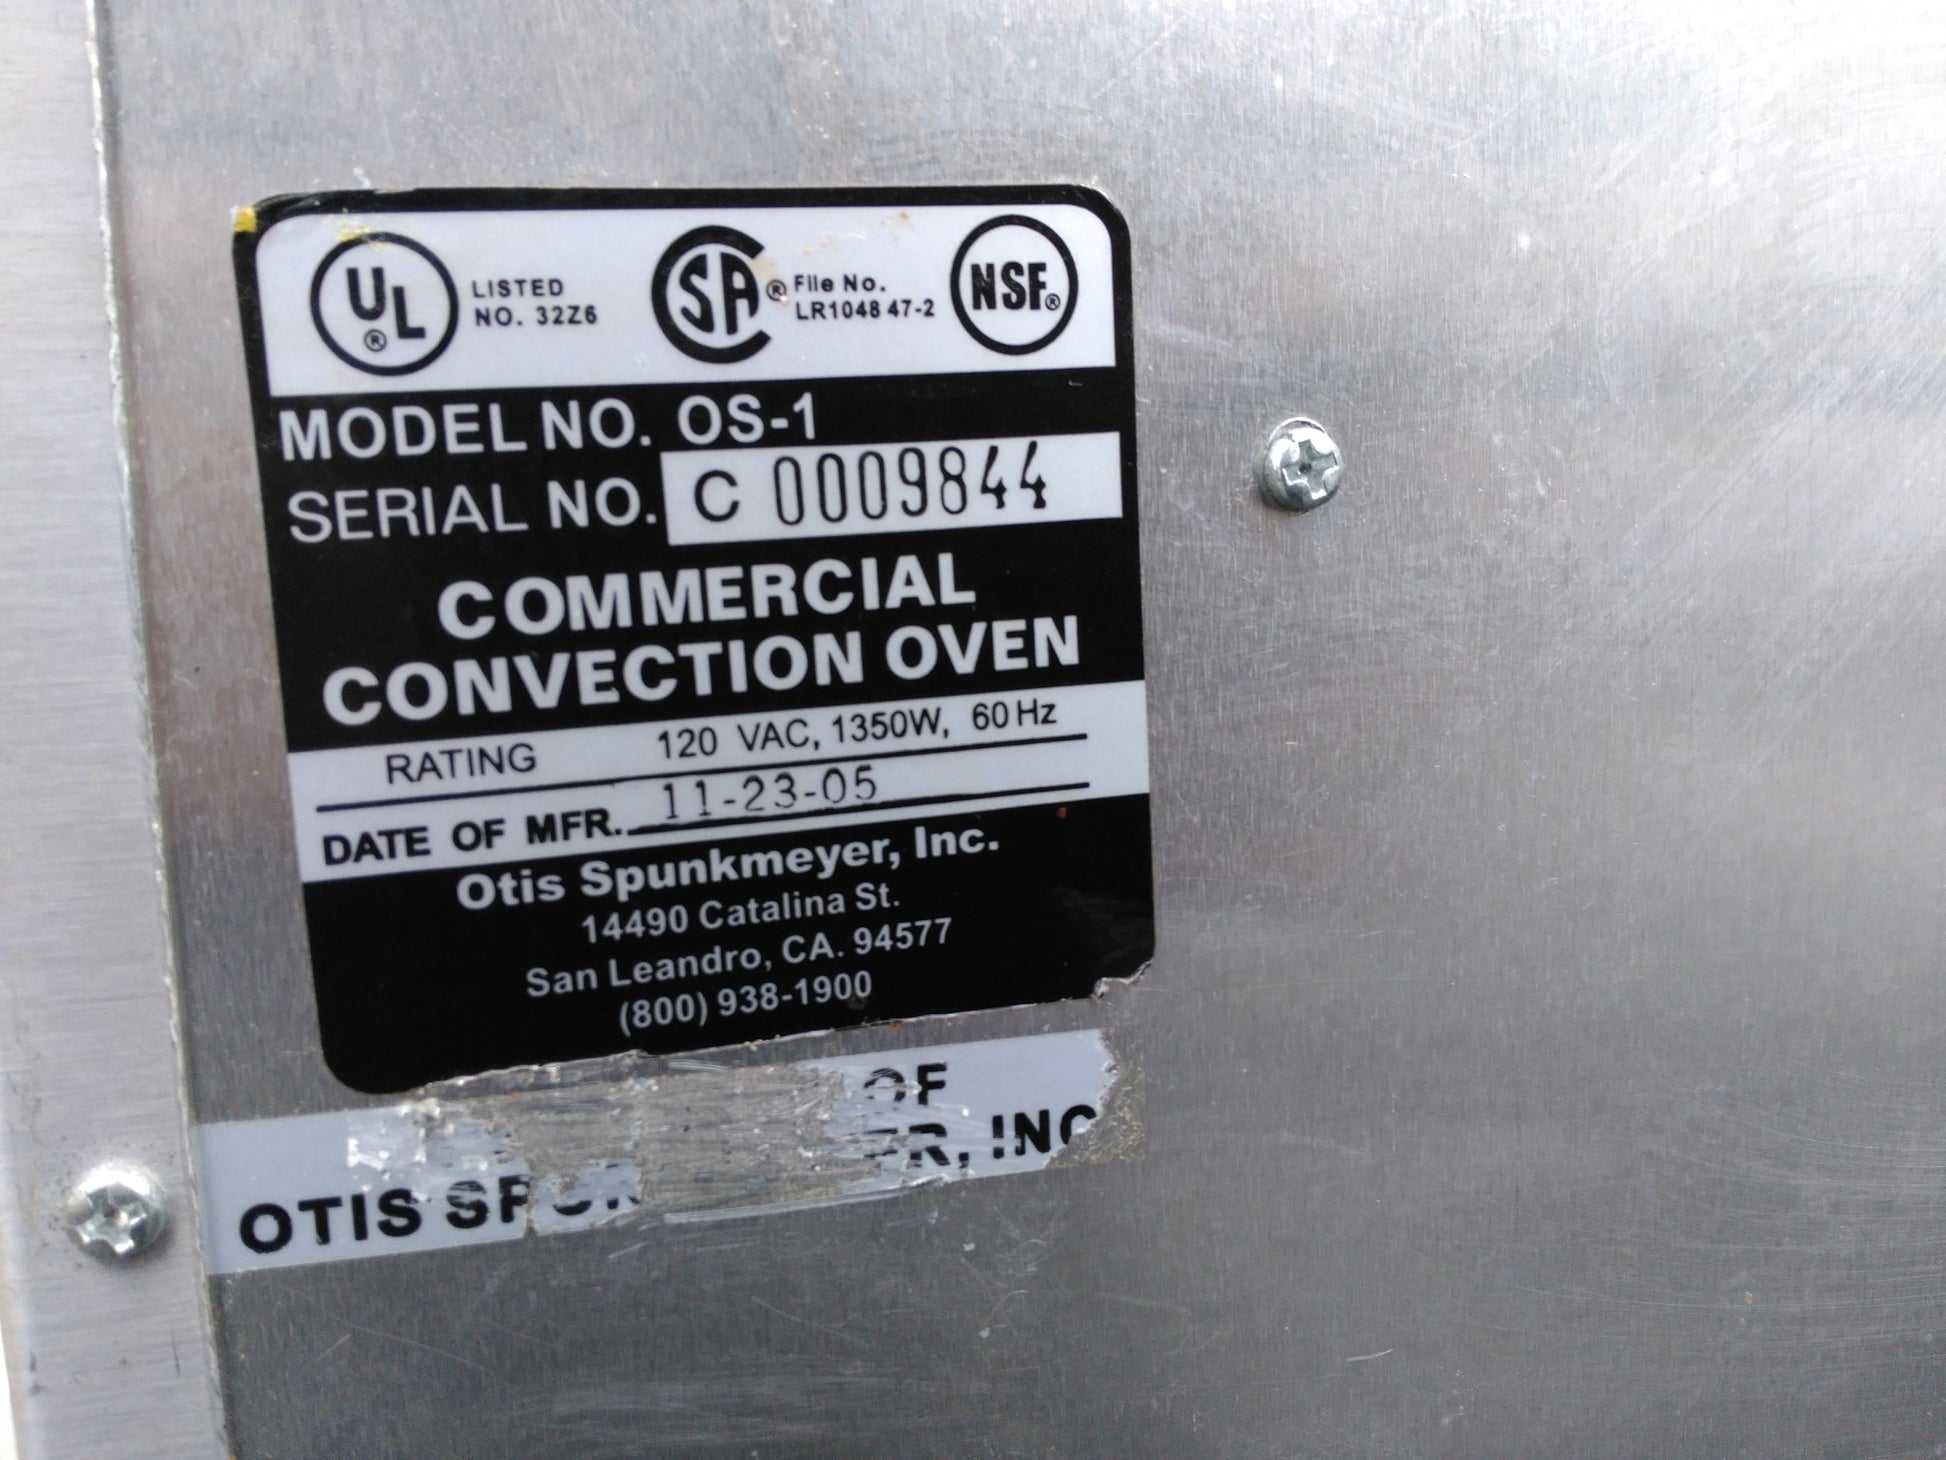 UL ® LISTED
NO. 32Z6
SA ® File No.
LR1048 47-2
NSF®
MODEL NO. OS-1
SERIAL NO. C 0009844
COMMERCIAL
CONVECTION OVEN
RATING 120 VAC, 1350W, 60 Hz
DATE OF MFR. 11-23-05
Otis Spunkmeyer, Inc.
14490 Catalina St.
San Leandro, CA. 94577
(800) 938-1900
OF
OTIS INC